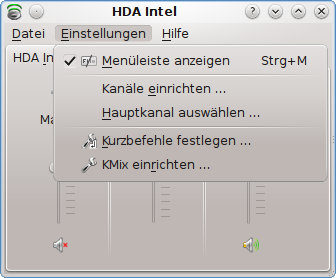 HDA Intel
Datei Einstellungen Hilfe
HDA In
Menüleiste anzeigen Strg+M
Kanäle einrichten ...
Ma
Hauptkanal auswählen ...
Kurzbefehle festlegen ...
KMix einrichten ...